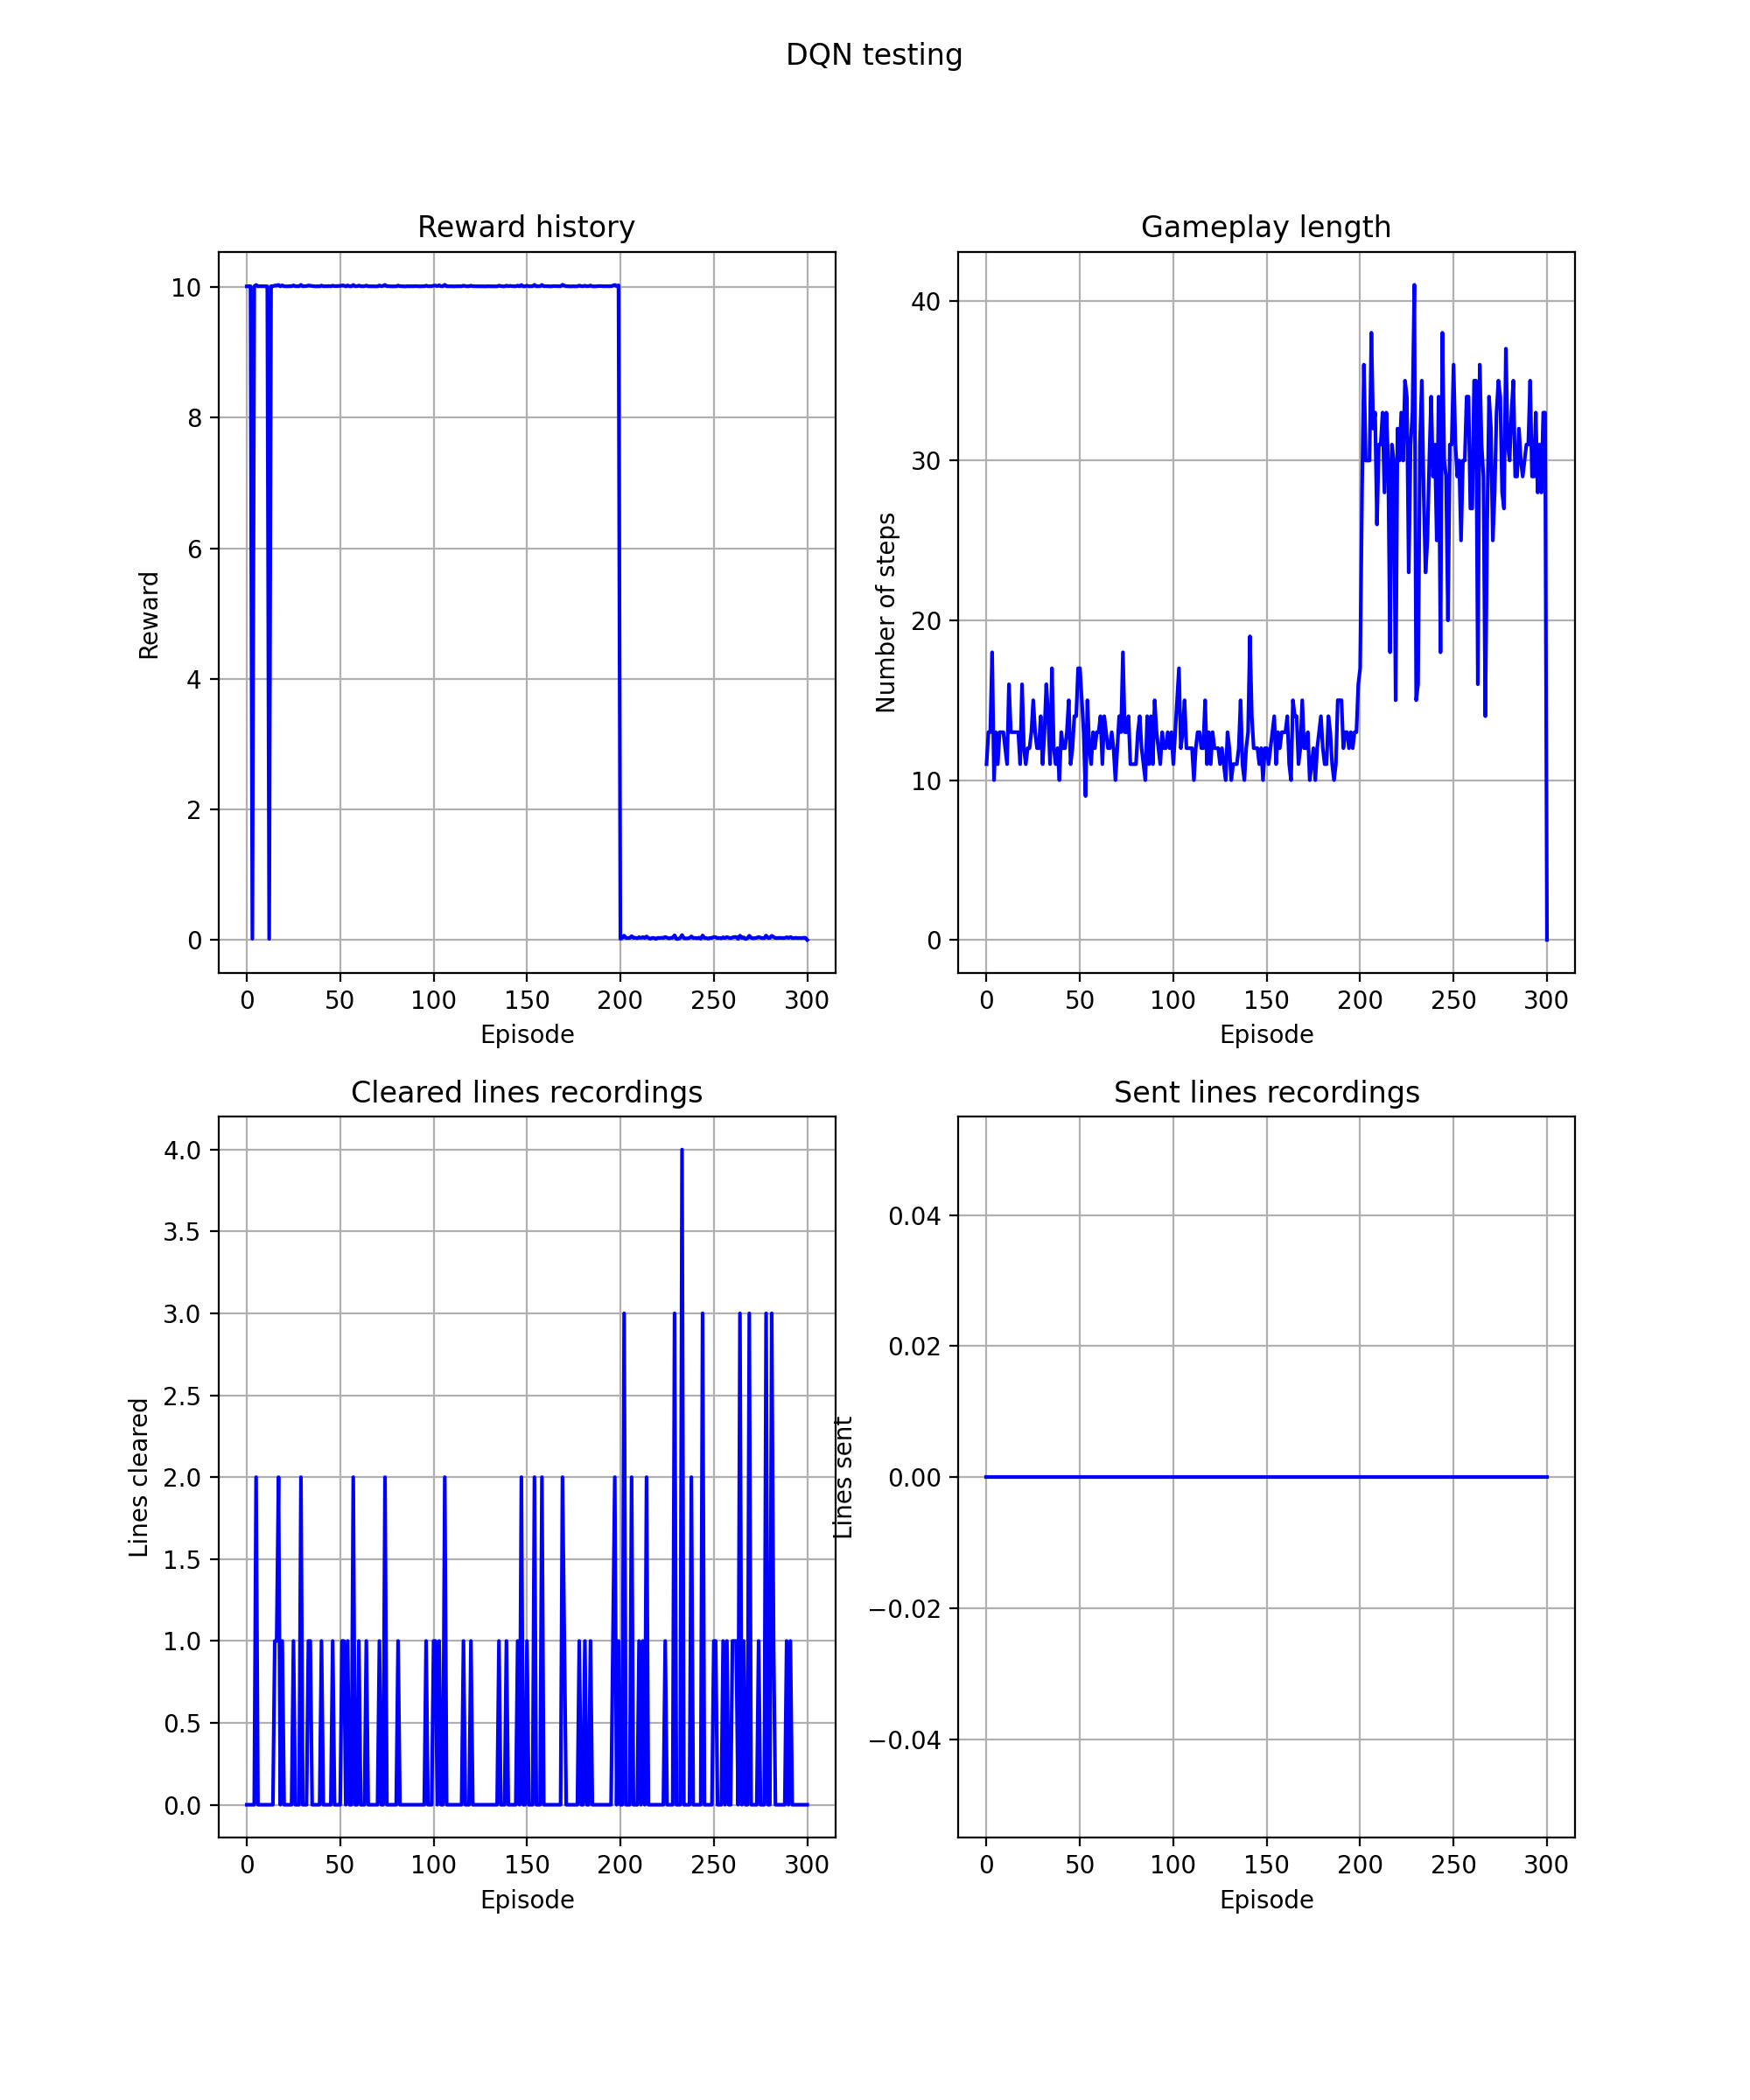 DQN testing
Reward history
Reward
10
8
6
4
2
0
0 50 100 150 200 250 300
Episode
Gameplay length
Number of steps
40
30
20
10
0
0 50 100 150 200 250 300
Episode
Cleared lines recordings
Lines cleared
4.0
3.5
3.0
2.5
2.0
1.5
1.0
0.5
0.0
0 50 100 150 200 250 300
Episode
Sent lines recordings
Lines sent
0.04
0.02
0.00
−0.02
−0.04
0 50 100 150 200 250 300
Episode